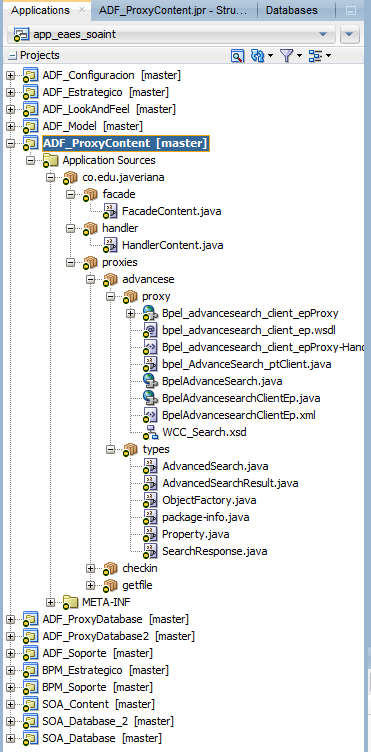 Applications
ADF_ProxyContent.jpr - Stru...
Databases
app_eaes_soaint
Projects
ADF_Configuracion [master]
ADF_Estrategico [master]
ADF_LookAndFeel [master]
ADF_Model [master]
ADF_ProxyContent [master]
Application Sources
co.edu.javeriana
facade
FacadeContent.java
handler
HandlerContent.java
proxies
advancese
proxy
Bpel_advancesearch_client_epProxy
bpel_advancesearch_client_ep.wsdl
bpel_advancesearch_client_epProxy-Hand
bpel_AdvanceSearch_ptClient.java
BpelAdvanceSearch.java
BpelAdvancesearchClientEp.java
BpelAdvancesearchClientEp.xml
WCC_Search.xsd
types
AdvancedSearch.java
AdvancedSearchResult.java
ObjectFactory.java
package-info.java
Property.java
SearchResponse.java
checkin
getfile
META-INF
ADF_ProxyDatabase [master]
ADF_ProxyDatabase2 [master]
ADF_Soporte [master]
BPM_Estrategico [master]
BPM_Soporte [master]
SOA_Content [master]
SOA_Database_2 [master]
SOA_Database [master]